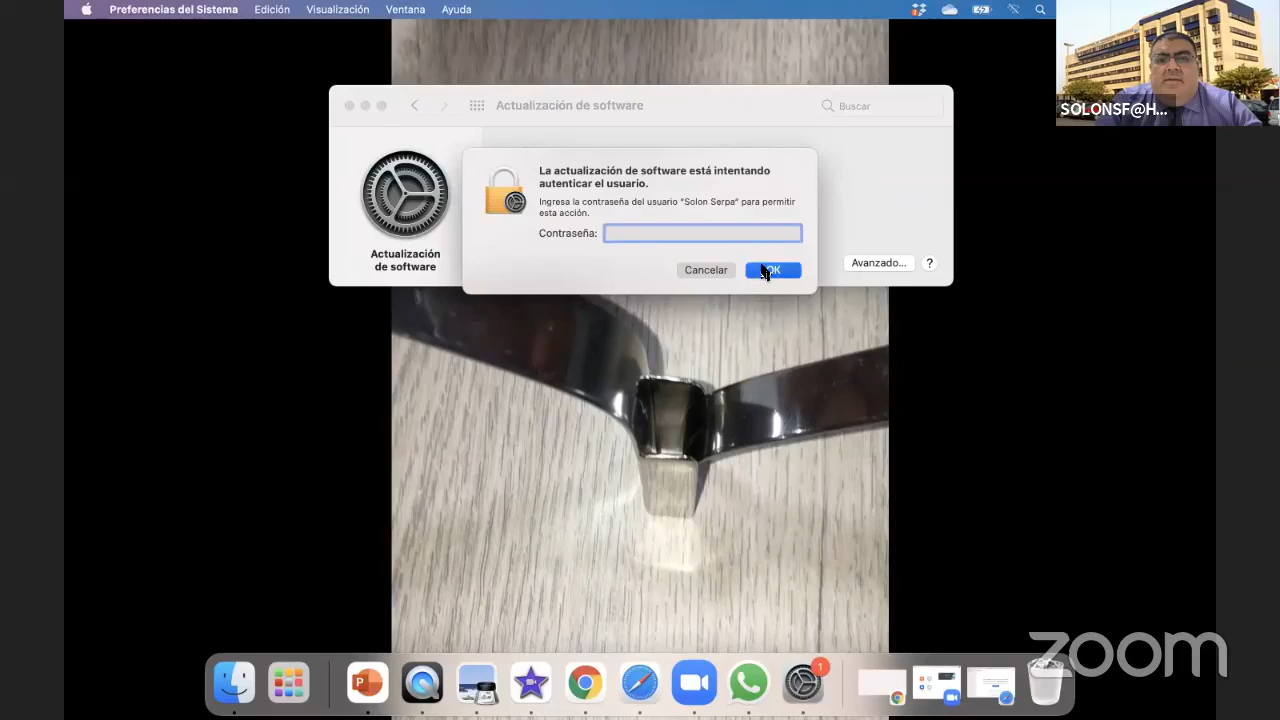 Preferencias del Sistema Edición Visualización Ventana Ayuda
SOLONSF@H...
Actualización de software
Buscar
La actualización de software está intentando
autenticar el usuario.
Ingresa la contraseña del usuario "Solon Serpa" para permitir
esta acción.
Contraseña:
Cancelar
OK
Actualización
de software
Avanzado...
?
1
zoom